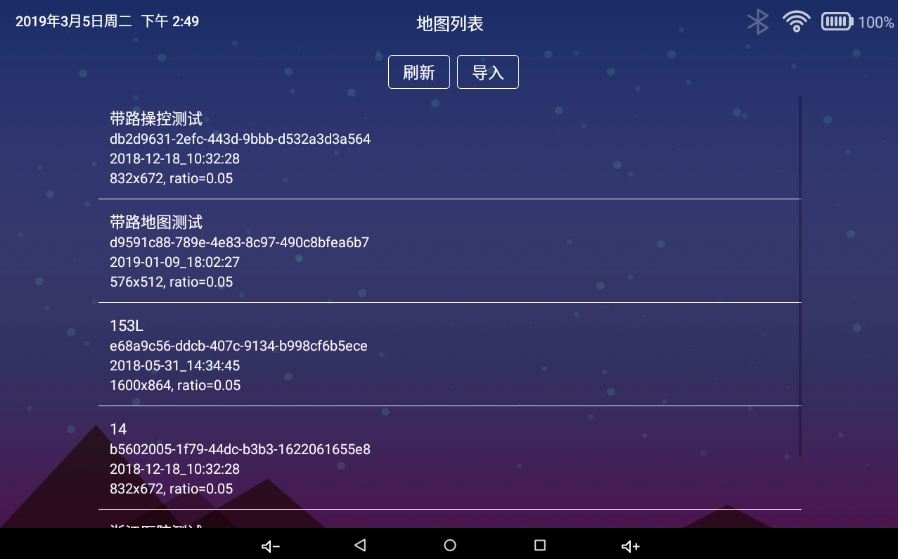 2019年3月5日周二 下午 2:49
地图列表
100%
刷新
导入
带路操控测试
db2d9631-2efc-443d-9bbb-d532a3d3a564
2018-12-18_10:32:28
832x672, ratio=0.05
带路地图测试
d9591c88-789e-4e83-8c97-490c8bfea6b7
2019-01-09_18:02:27
576x512, ratio=0.05
153L
e68a9c56-ddcb-407c-9134-b998cf6b5ece
2018-05-31_14:34:45
1600x864, ratio=0.05
14
b5602005-1f79-44dc-b3b3-1622061655e8
2018-12-18_10:32:28
832x672, ratio=0.05